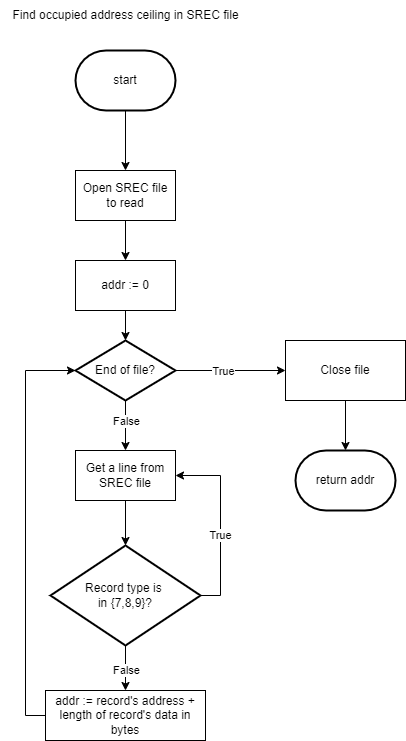 Find occupied address ceiling in SREC file
start
Open SREC file
to read
addr := 0
End of file?
True
Close file
False
Get a line from
SREC file
return addr
True
Record type is
in {7,8,9}?
False
addr := record's address +
length of record's data in
bytes